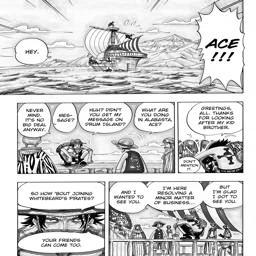 HEY.
ACE
!!!
NEVER
MIND.
IT'S NO
BIG DEAL
ANYWAY.
MES-
SAGE?
HUH? DIDN'T
YOU GET
MY MESSAGE
ON DRUM
ISLAND?
WHAT ARE
YOU DOING
IN ALABASTA,
ACE?
GREETINGS,
ALL. THANKS
FOR LOOKING
AFTER MY KID
BROTHER.
DON'T
MENTION
IT.
SO HOW 'BOUT JOINING
WHITEBEARD'S PIRATES?
YOUR FRIENDS
CAN COME TOO.
AND I
WANTED TO
SEE YOU.
I'M HERE
RESOLVING A
MINOR MATTER
OF BUSINESS...
BUT I'M
GLAD I GOT
TO SEE YOU.